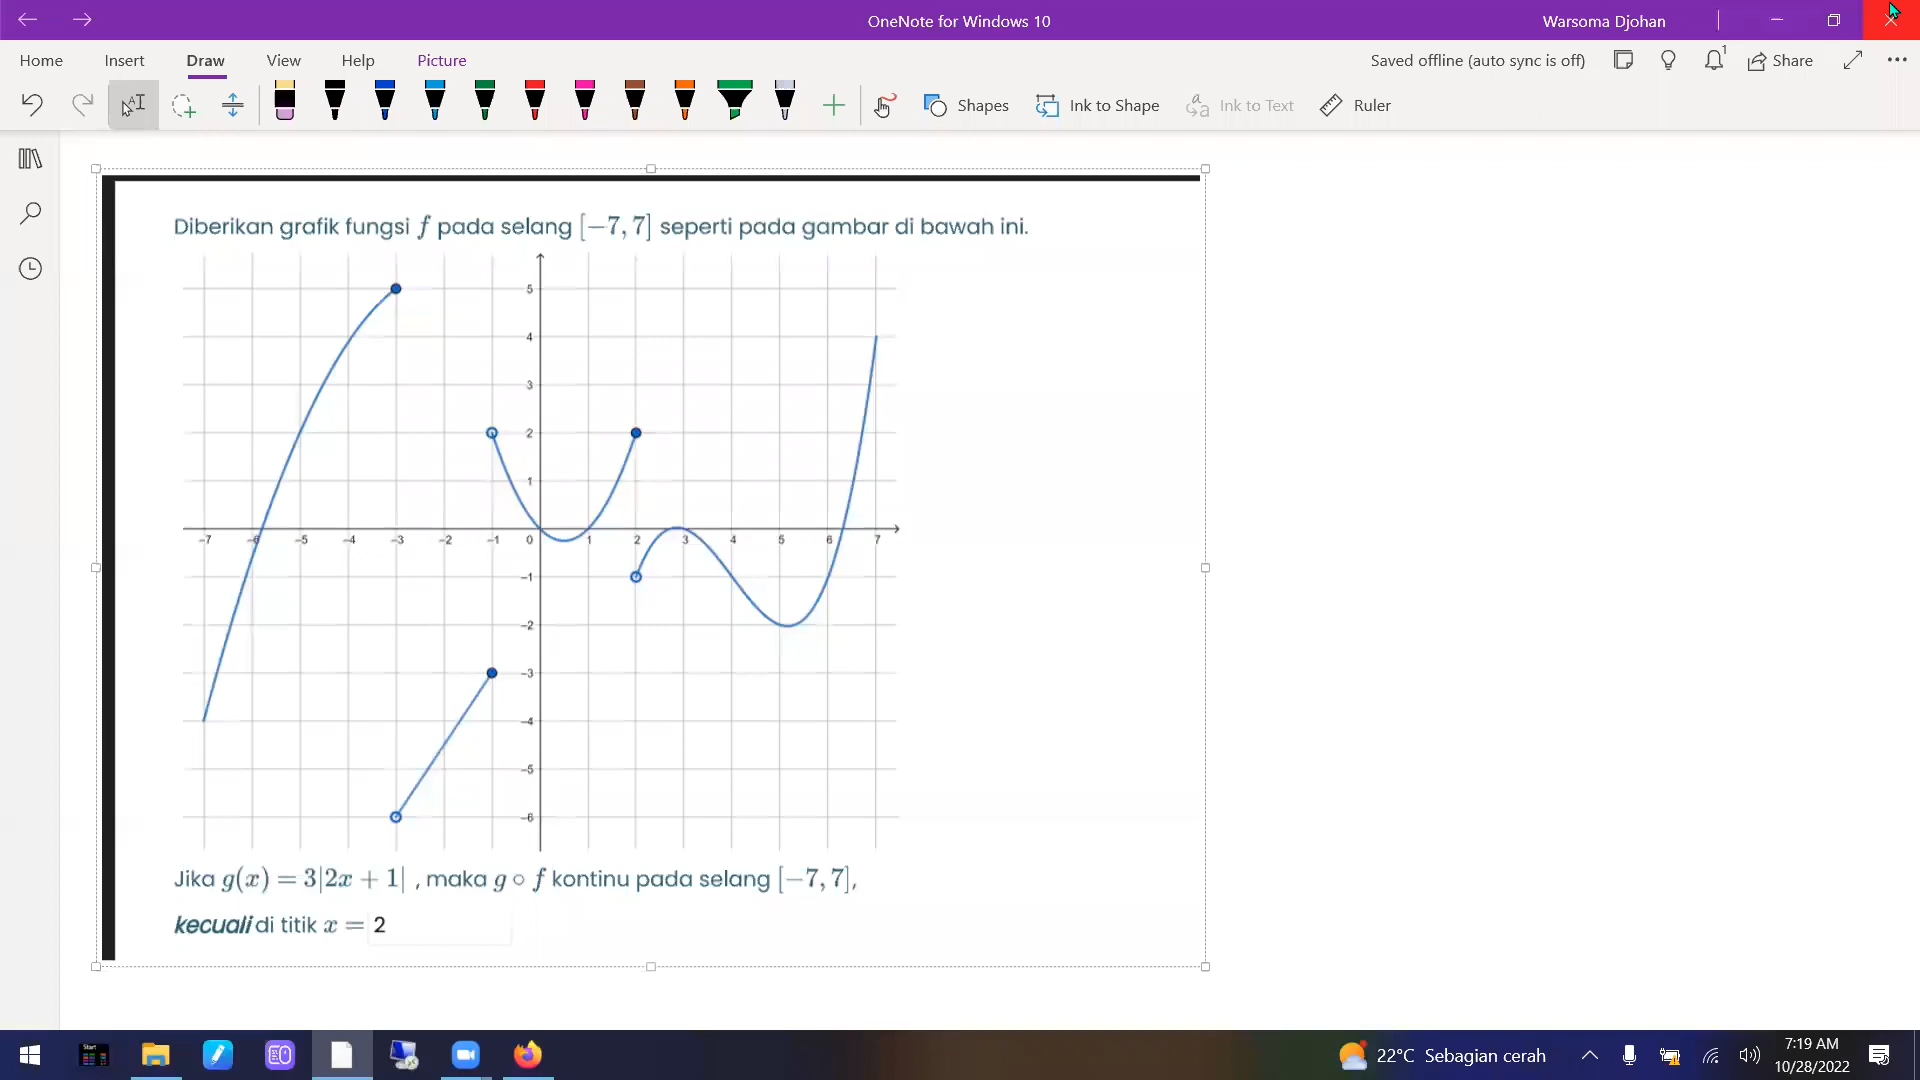 OneNote for Windows 10
Warsoma Djohan
Home Insert Draw View Help Picture
Saved offline (auto sync is off)
1
Share
Shapes
Ink to Shape
Ink to Text
Ruler
Diberikan grafik fungsi f pada selang [−7, 7] seperti pada gambar di bawah ini.
5
4
3
2
1
−7 −6 −5 −4 −3 −2 −1 0 1 2 3 4 5 6 7
−1
−2
−3
−4
−5
−6
Jika g(x) = 3|2x + 1| , maka g ∘ f kontinu pada selang [−7, 7],
kecuali di titik x = 2
Start
22°C Sebagian cerah
7:19 AM
10/28/2022